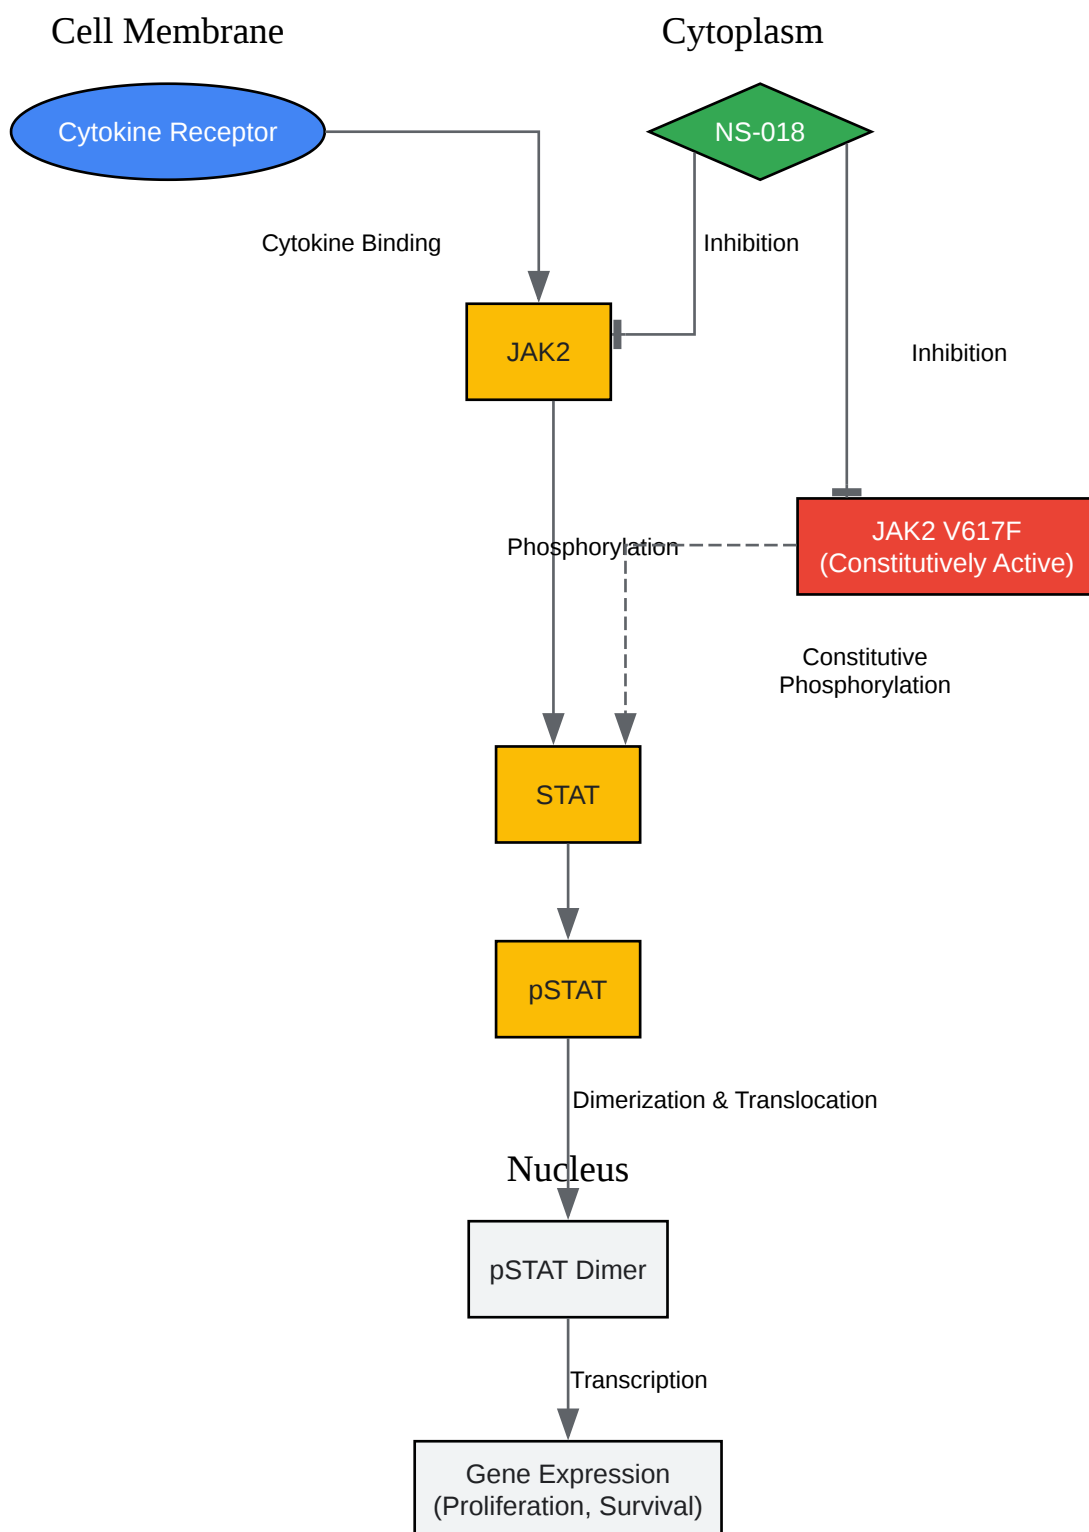 Cell Membrane
Cytoplasm
Cytokine Receptor
NS-018
Cytokine Binding
Inhibition
JAK2
Inhibition
JAK2 V617F
(Constitutively Active)
Phosphorylation
Constitutive
Phosphorylation
STAT
pSTAT
Dimerization & Translocation
Nucleus
pSTAT Dimer
Transcription
Gene Expression
(Proliferation, Survival)